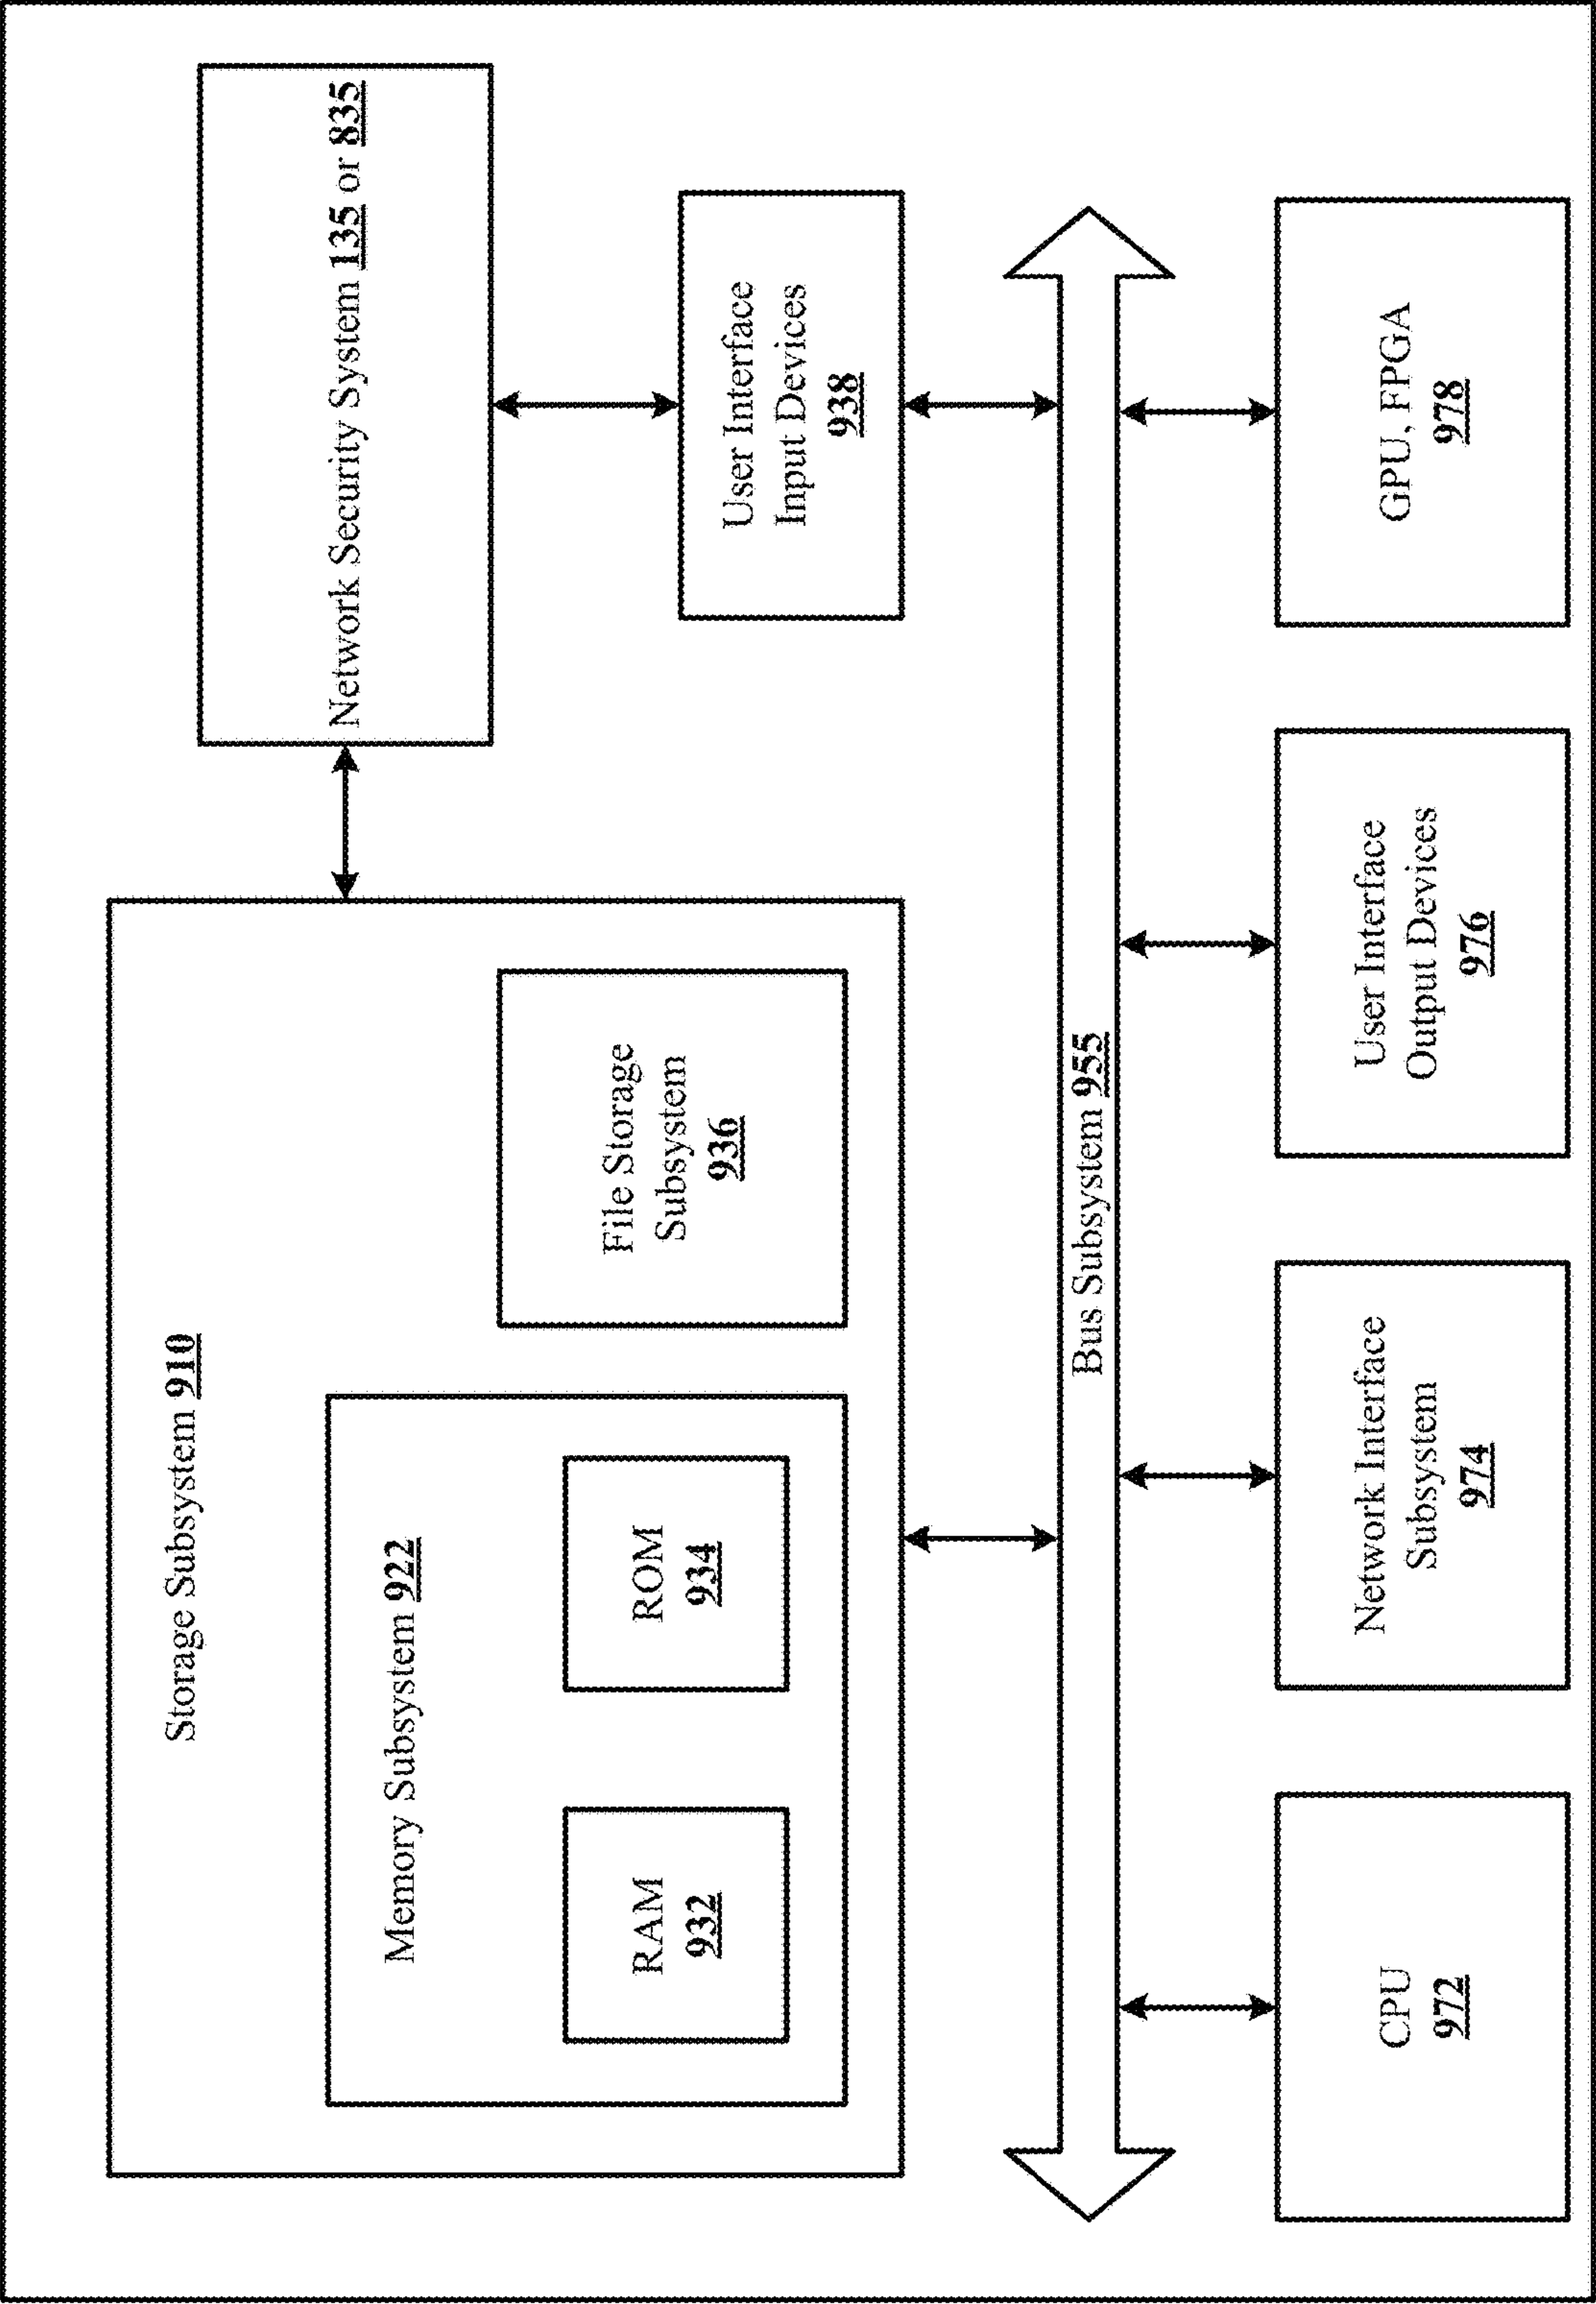 Storage Subsystem 910
Memory Subsystem 922
RAM
932
ROM
934
File Storage
Subsystem
936
Network Security System 135 or 835
User Interface
Input Devices
938
Bus Subsystem 955
CPU
972
Network Interface
Subsystem
974
User Interface
Output Devices
976
GPU, FPGA
978